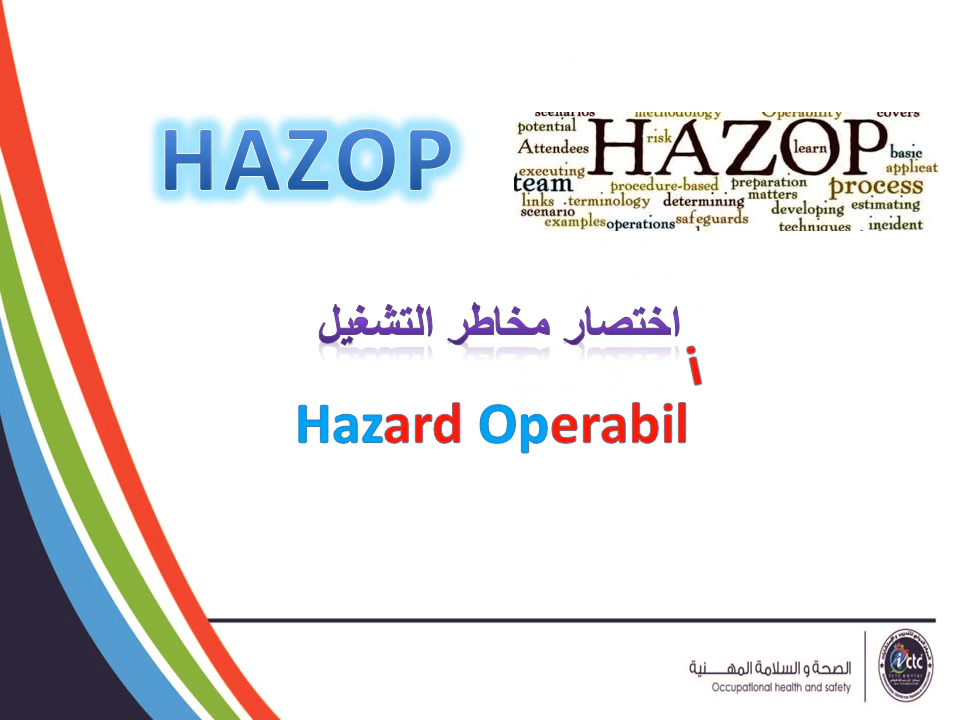 HAZOP
scenarios methodology Operability covers
potential risk learn basic
Attendees HAZOP applicat
executing
team procedure-based preparation process
links terminology determining matters
scenario developing estimating
examples operations safeguards techniques incident
اختصار مخاطر التشغيل
i
Hazard Operabil
الصحة و السلامة المهـــــنية
Occupational health and safety
ictc